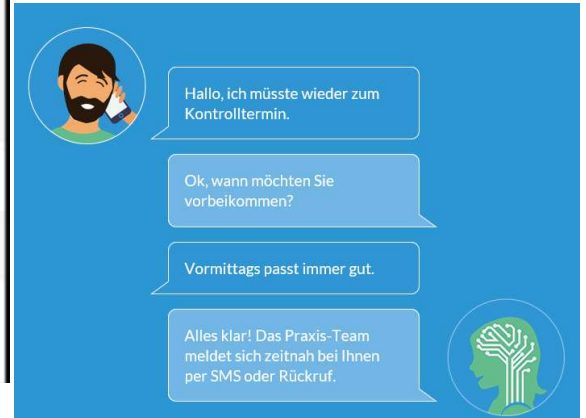 Hallo, ich müsste wieder zum
Kontrolltermin.
Ok, wann möchten Sie
vorbeikommen?
Vormittags passt immer gut.
Alles klar! Das Praxis-Team
meldet sich zeitnah bei Ihnen
per SMS oder Rückruf.